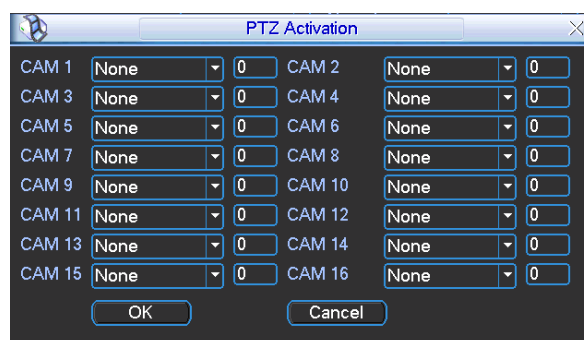 PTZ Activation
CAM 1 None 0 CAM 2 None 0
CAM 3 None 0 CAM 4 None 0
CAM 5 None 0 CAM 6 None 0
CAM 7 None 0 CAM 8 None 0
CAM 9 None 0 CAM 10 None 0
CAM 11 None 0 CAM 12 None 0
CAM 13 None 0 CAM 14 None 0
CAM 15 None 0 CAM 16 None 0
OK Cancel